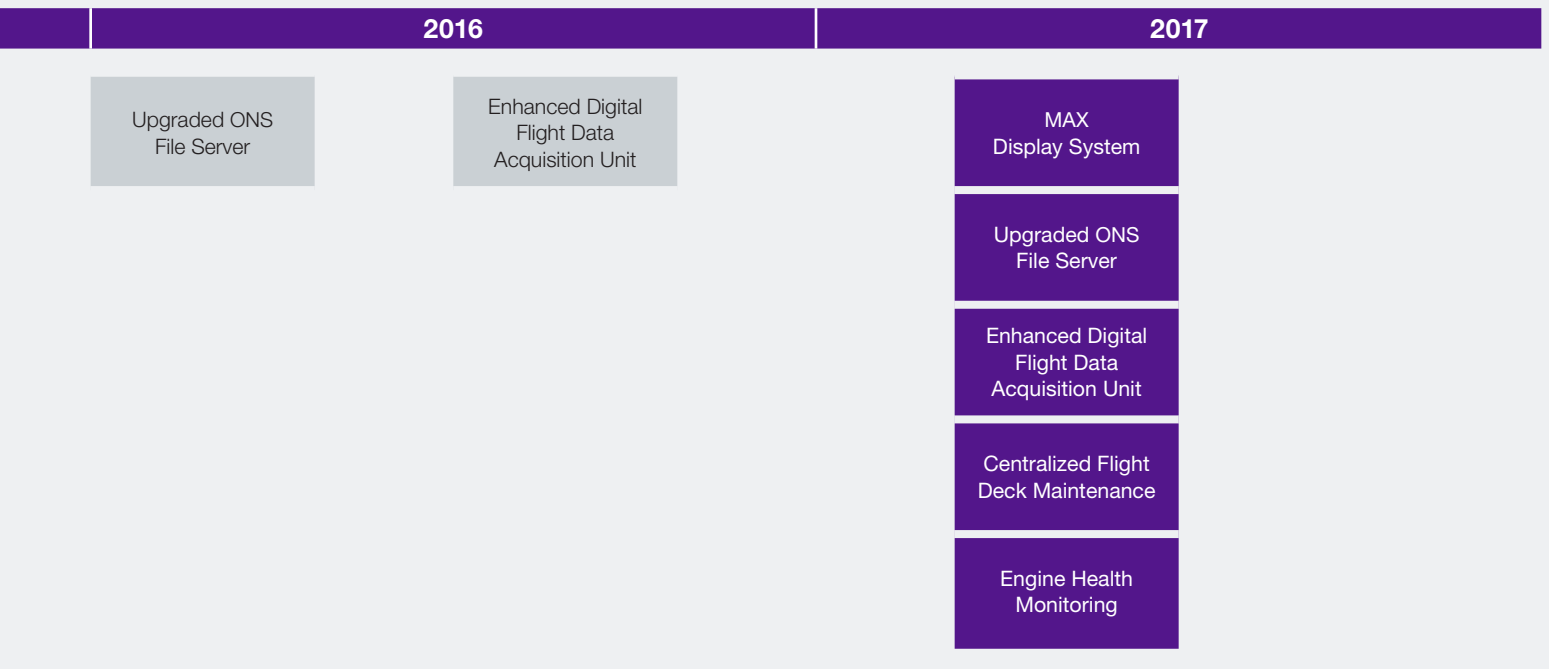 2016
2017
Upgraded ONS
File Server
Enhanced Digital
Flight Data
Acquisition Unit
MAX
Display System
Upgraded ONS
File Server
Enhanced Digital
Flight Data
Acquisition Unit
Centralized Flight
Deck Maintenance
Engine Health
Monitoring